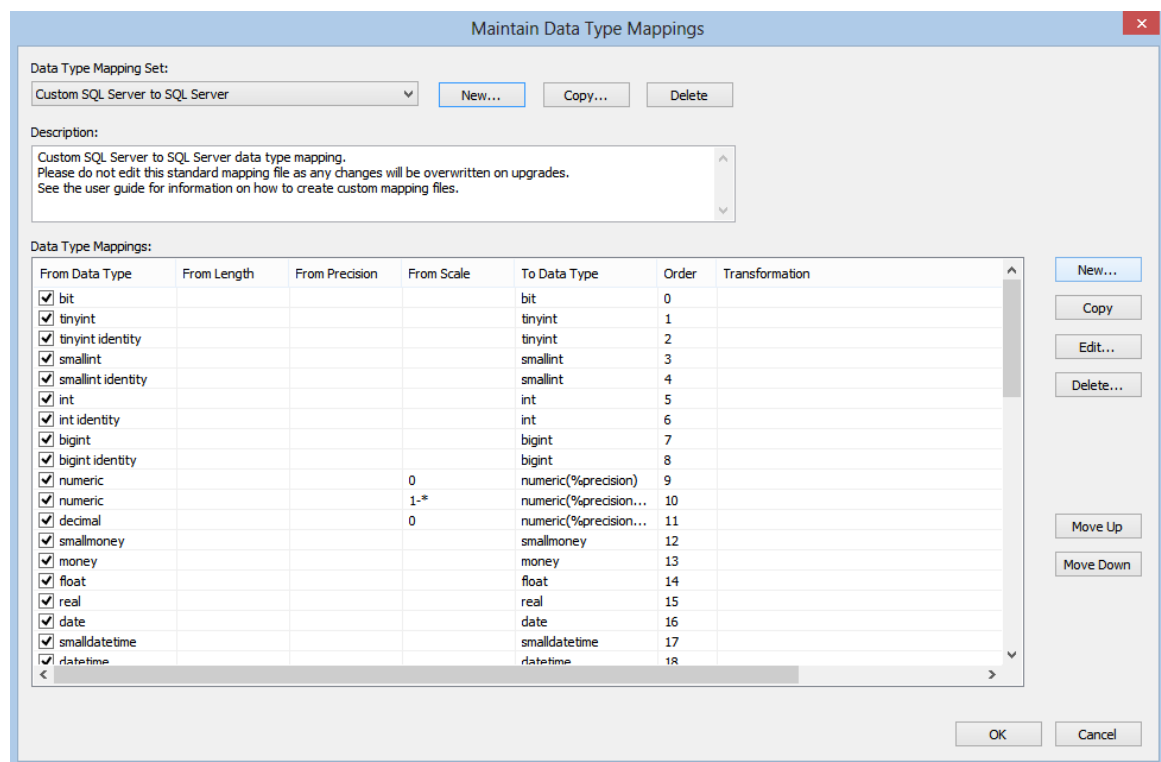 Maintain Data Type Mappings
Data Type Mapping Set:
Custom SQL Server to SQL Server New... Copy... Delete
Description:
Custom SQL Server to SQL Server data type mapping.
Please do not edit this standard mapping file as any changes will be overwritten on upgrades.
See the user guide for information on how to create custom mapping files.
Data Type Mappings:
From Data Type From Length From Precision From Scale To Data Type Order Transformation New...
bit bit 0
tinyint tinyint 1 Copy
tinyint identity tinyint 2
smallint smallint 3 Edit...
smallint identity smallint 4
int int 5 Delete...
int identity int 6
bigint bigint 7
bigint identity bigint 8
numeric 0 numeric(%precision) 9
numeric 1-* numeric(%precision... 10
decimal 0 numeric(%precision... 11
smallmoney smallmoney 12 Move Up
money money 13
float float 14 Move Down
real real 15
date date 16
smalldatetime smalldatetime 17
datetime datetime 18
OK Cancel